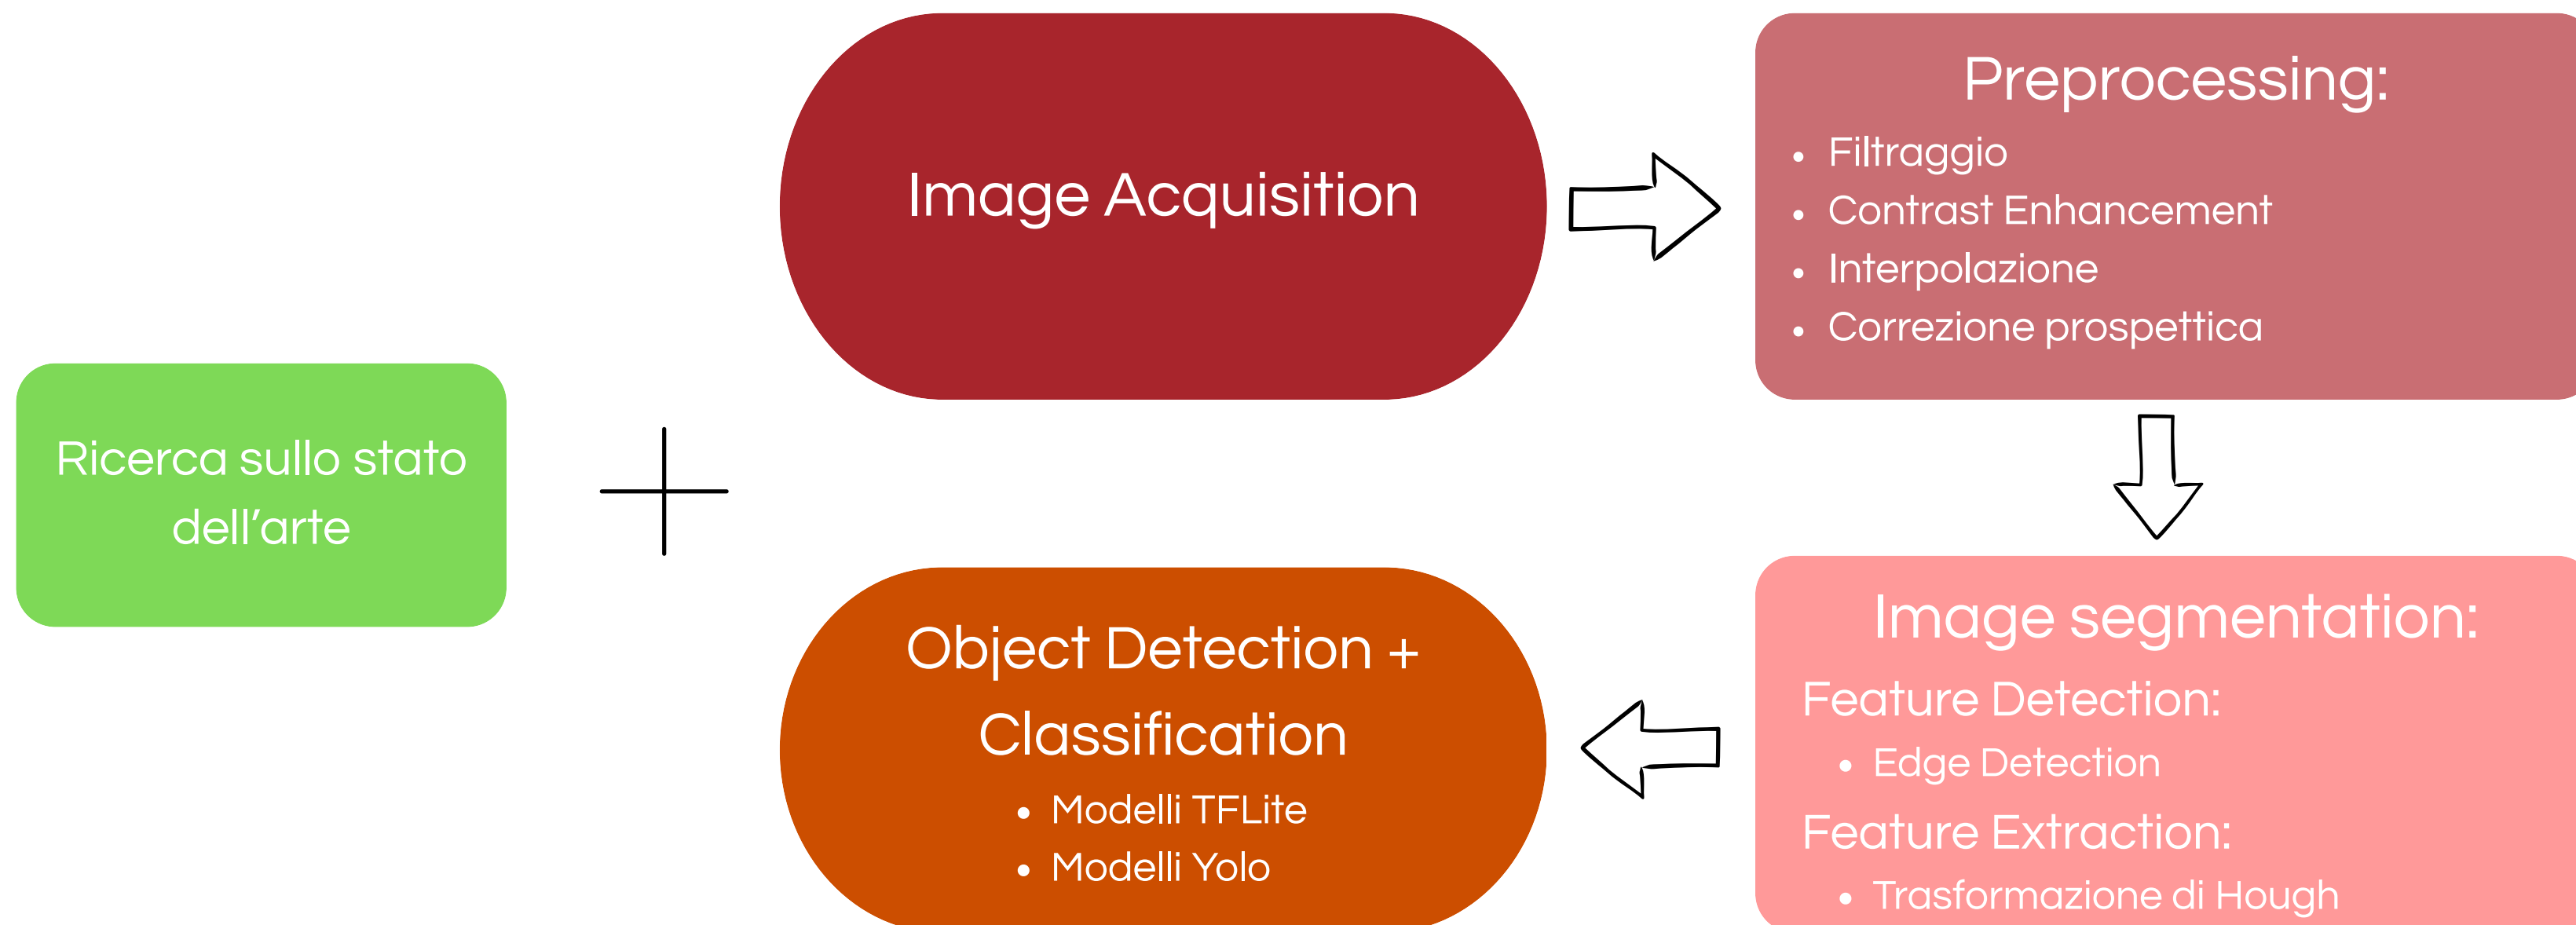 Ricerca sullo stato
dell'arte
Image Acquisition
Preprocessing:
• Filtraggio
• Contrast Enhancement
• Interpolazione
• Correzione prospettica
Image segmentation:
Feature Detection:
• Edge Detection
Feature Extraction:
• Trasformazione di Hough
Object Detection +
Classification
• Modelli TFLite
• Modelli Yolo